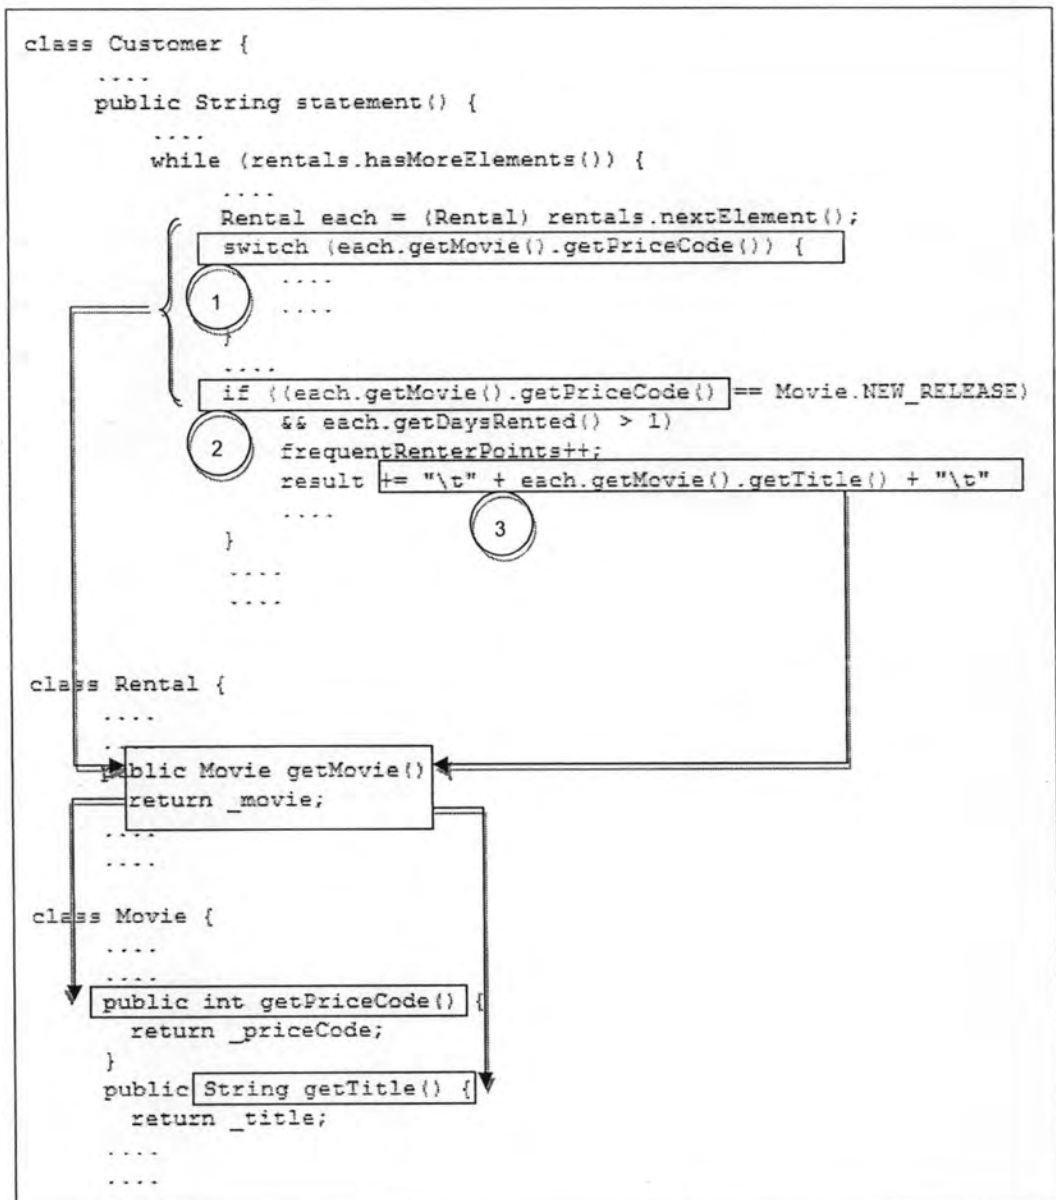 class Customer {
....
public String statement() {
....
while (rentals.hasMoreElements()) {
....
Rental each = (Rental) rentals.nextElement();
switch (each.getMovie().getPriceCode()) {
1
....
....
}
....
if ((each.getMovie().getPriceCode() == Movie.NEW_RELEASE)
2
&& each.getDaysRented() > 1)
frequentRenterPoints++;
result += "\t" + each.getMovie().getTitle() + "\t"
3
....
}
....
....
class Rental {
....
public Movie getMovie() {
return _movie;
....
....
class Movie {
....
....
public int getPriceCode() {
return _priceCode;
}
public String getTitle() {
return _title;
....
....